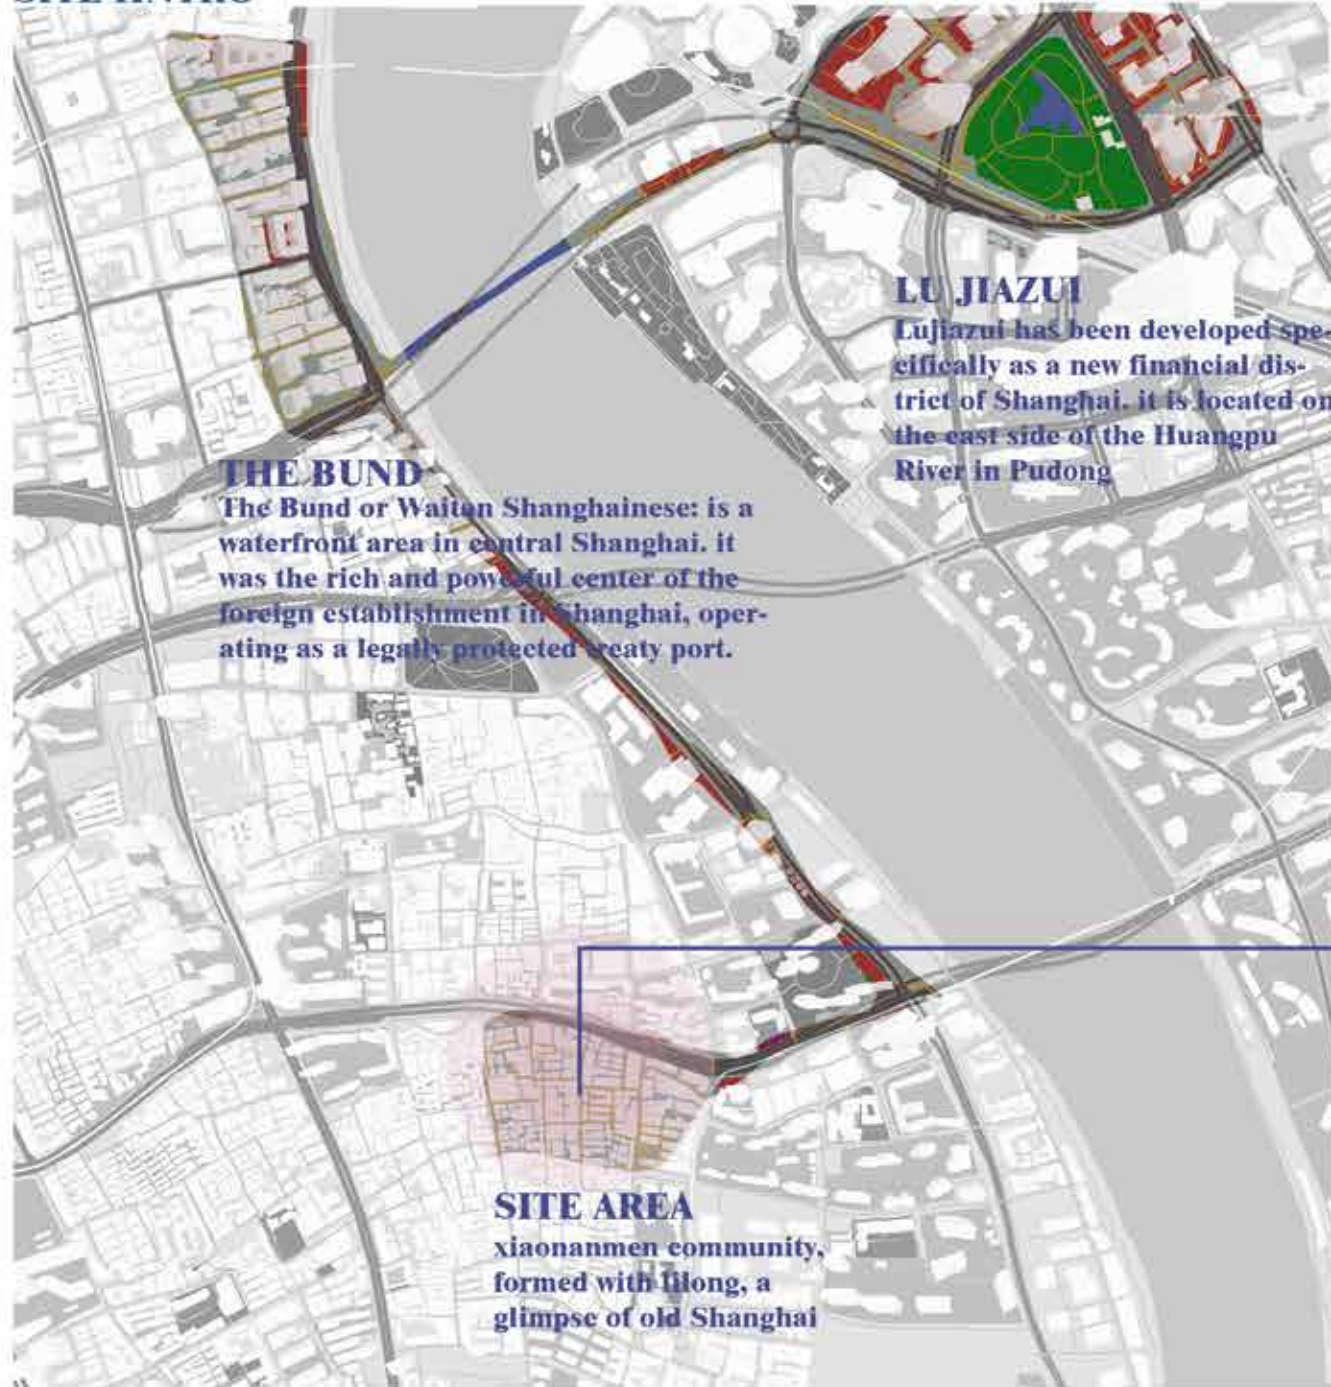 SITE INTRO
LU JIAZUI
Lujiazui has been developed spe-
cifically as a new financial dis-
trict of Shanghai. it is located on
the east side of the Huangpu
River in Pudong
THE BUND
The Bund or Waitan Shanghainese: is a
waterfront area in central Shanghai. it
was the rich and powerful center of the
foreign establishment in Shanghai, oper-
ating as a legally protected treaty port.
SITE AREA
xiaonanmen community,
formed with lilong, a
glimpse of old Shanghai